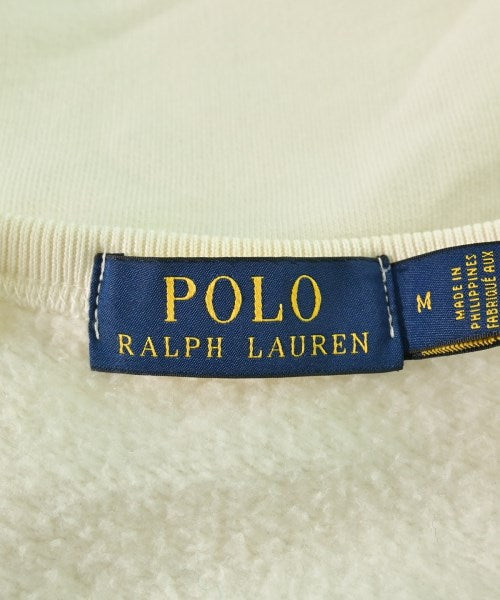 POLO
RALPH LAUREN
M
MADE IN
PHILIPPINES
FABRIQUÉ AUX